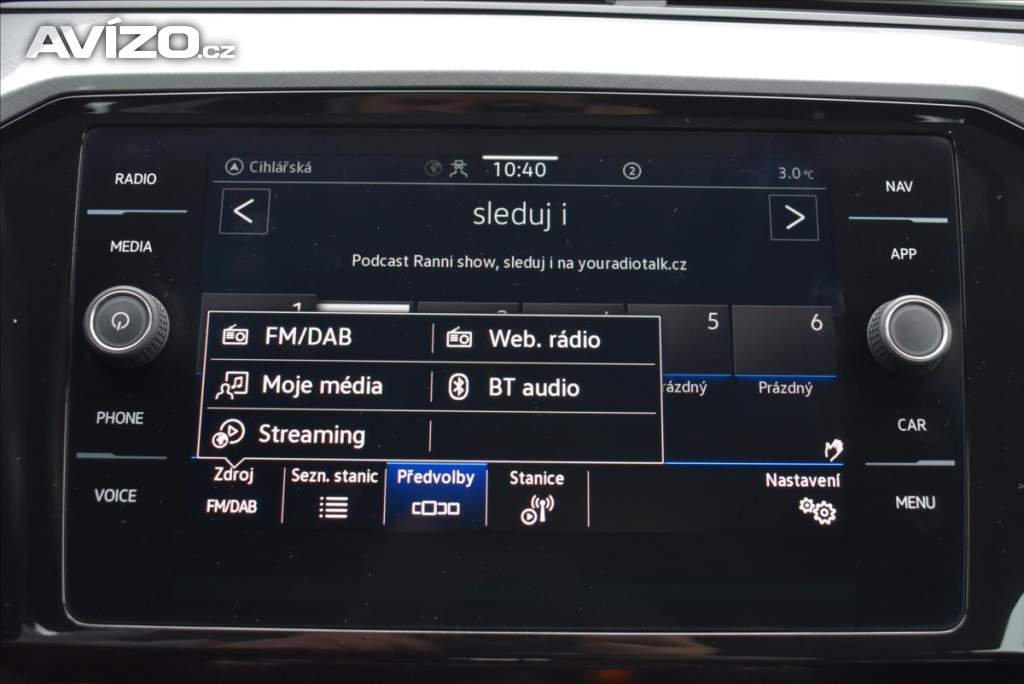 AVÍZO.cz
RADIO
MEDIA
PHONE
VOICE
NAV
APP
CAR
MENU
Cihlářská 10:40 2 3.0 °C
< sleduj i >
Podcast Ranni show, sleduj i na youradiotalk.cz
1 5 6
Prázdný
FM/DAB Web. rádio
Moje média BT audio
Streaming
Zdroj Sezn. stanic Předvolby Stanice Nastavení
FM/DAB